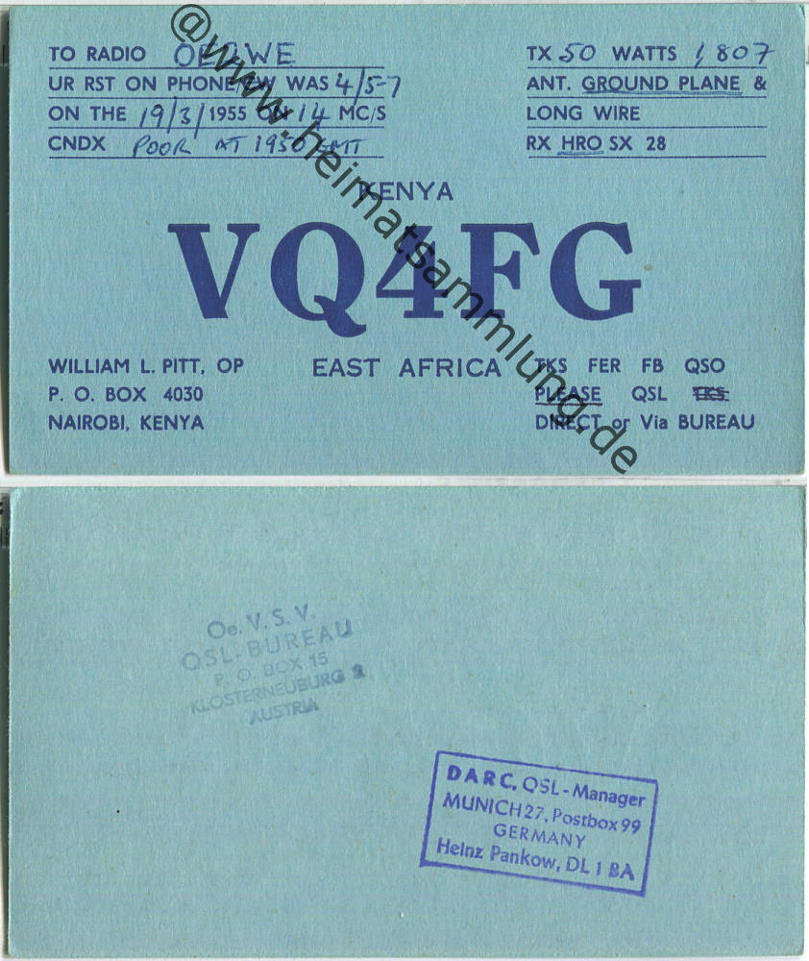 TO RADIO
UR RST ON PHONE/CW WAS 4/5-7
ON THE 19/3/1955 ON 14 MC/S
CNDX POOR AT 1950 GMT
TX 50 WATTS ! 807
ANT. GROUND PLANE &
LONG WIRE
RX HRO SX 28
KENYA
VQ4FG
EAST AFRICA
WILLIAM L. PITT, OP
P. O. BOX 4030
NAIROBI, KENYA
TKS FER FB QSO
PLEASE QSL TKS
DIRECT or Via BUREAU
@www.heimatsammlung.de
Oe. V. S. V.
QSL-BUREAU
P. O. BOX 15
KLOSTERNEUBURG 2
AUSTRIA
DARC, QSL-Manager
MUNICH 27, Postbox 99
GERMANY
Heinz Pankow, DL 1 BA